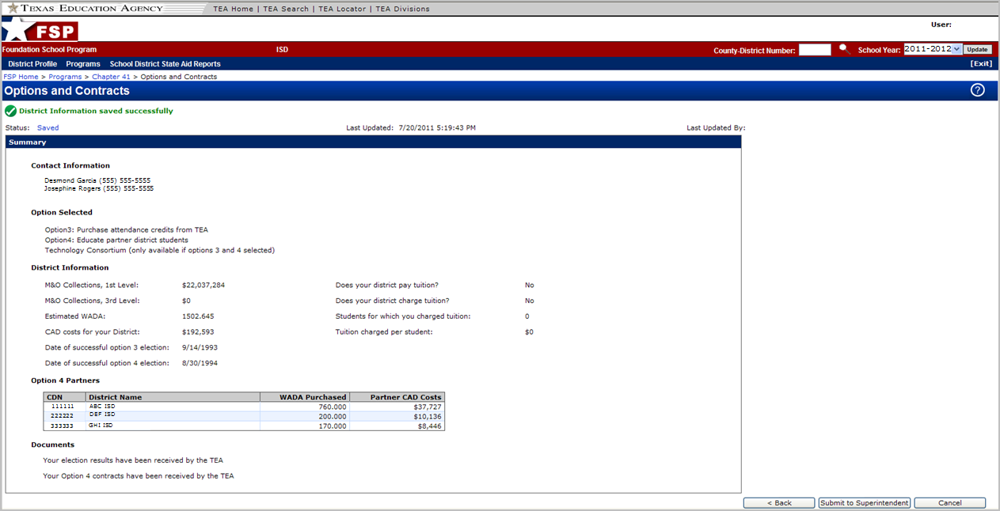 TEXAS EDUCATION AGENCY TEA Home | TEA Search | TEA Locator | TEA Divisions
FSP User:
Foundation School Program ISD County-District Number: School Year: 2011-2012 Update
District Profile Programs School District State Aid Reports [Exit]
FSP Home > Programs > Chapter 41 > Options and Contracts
Options and Contracts ?
District Information saved successfully
Status: Saved Last Updated: 7/20/2011 5:19:43 PM Last Updated By:
Summary
Contact Information
Desmond Garcia (555) 555-5555
Josephine Rogers (555) 555-5555
Option Selected
Option3: Purchase attendance credits from TEA
Option4: Educate partner district students
Technology Consortium (only available if options 3 and 4 selected)
District Information
M&O Collections, 1st Level: $22,037,284 Does your district pay tuition? No
M&O Collections, 3rd Level: $0 Does your district charge tuition? No
Estimated WADA: 1502.645 Students for which you charged tuition: 0
CAD costs for your District: $192,593 Tuition charged per student: $0
Date of successful option 3 election: 9/14/1993
Date of successful option 4 election: 8/30/1994
Option 4 Partners
CDN District Name WADA Purchased Partner CAD Costs
111111 ABC ISD 760.000 $37,727
222222 DEF ISD 200.000 $10,136
333333 GHI ISD 170.000 $8,446
Documents
Your election results have been received by the TEA
Your Option 4 contracts have been received by the TEA
< Back Submit to Superintendent Cancel